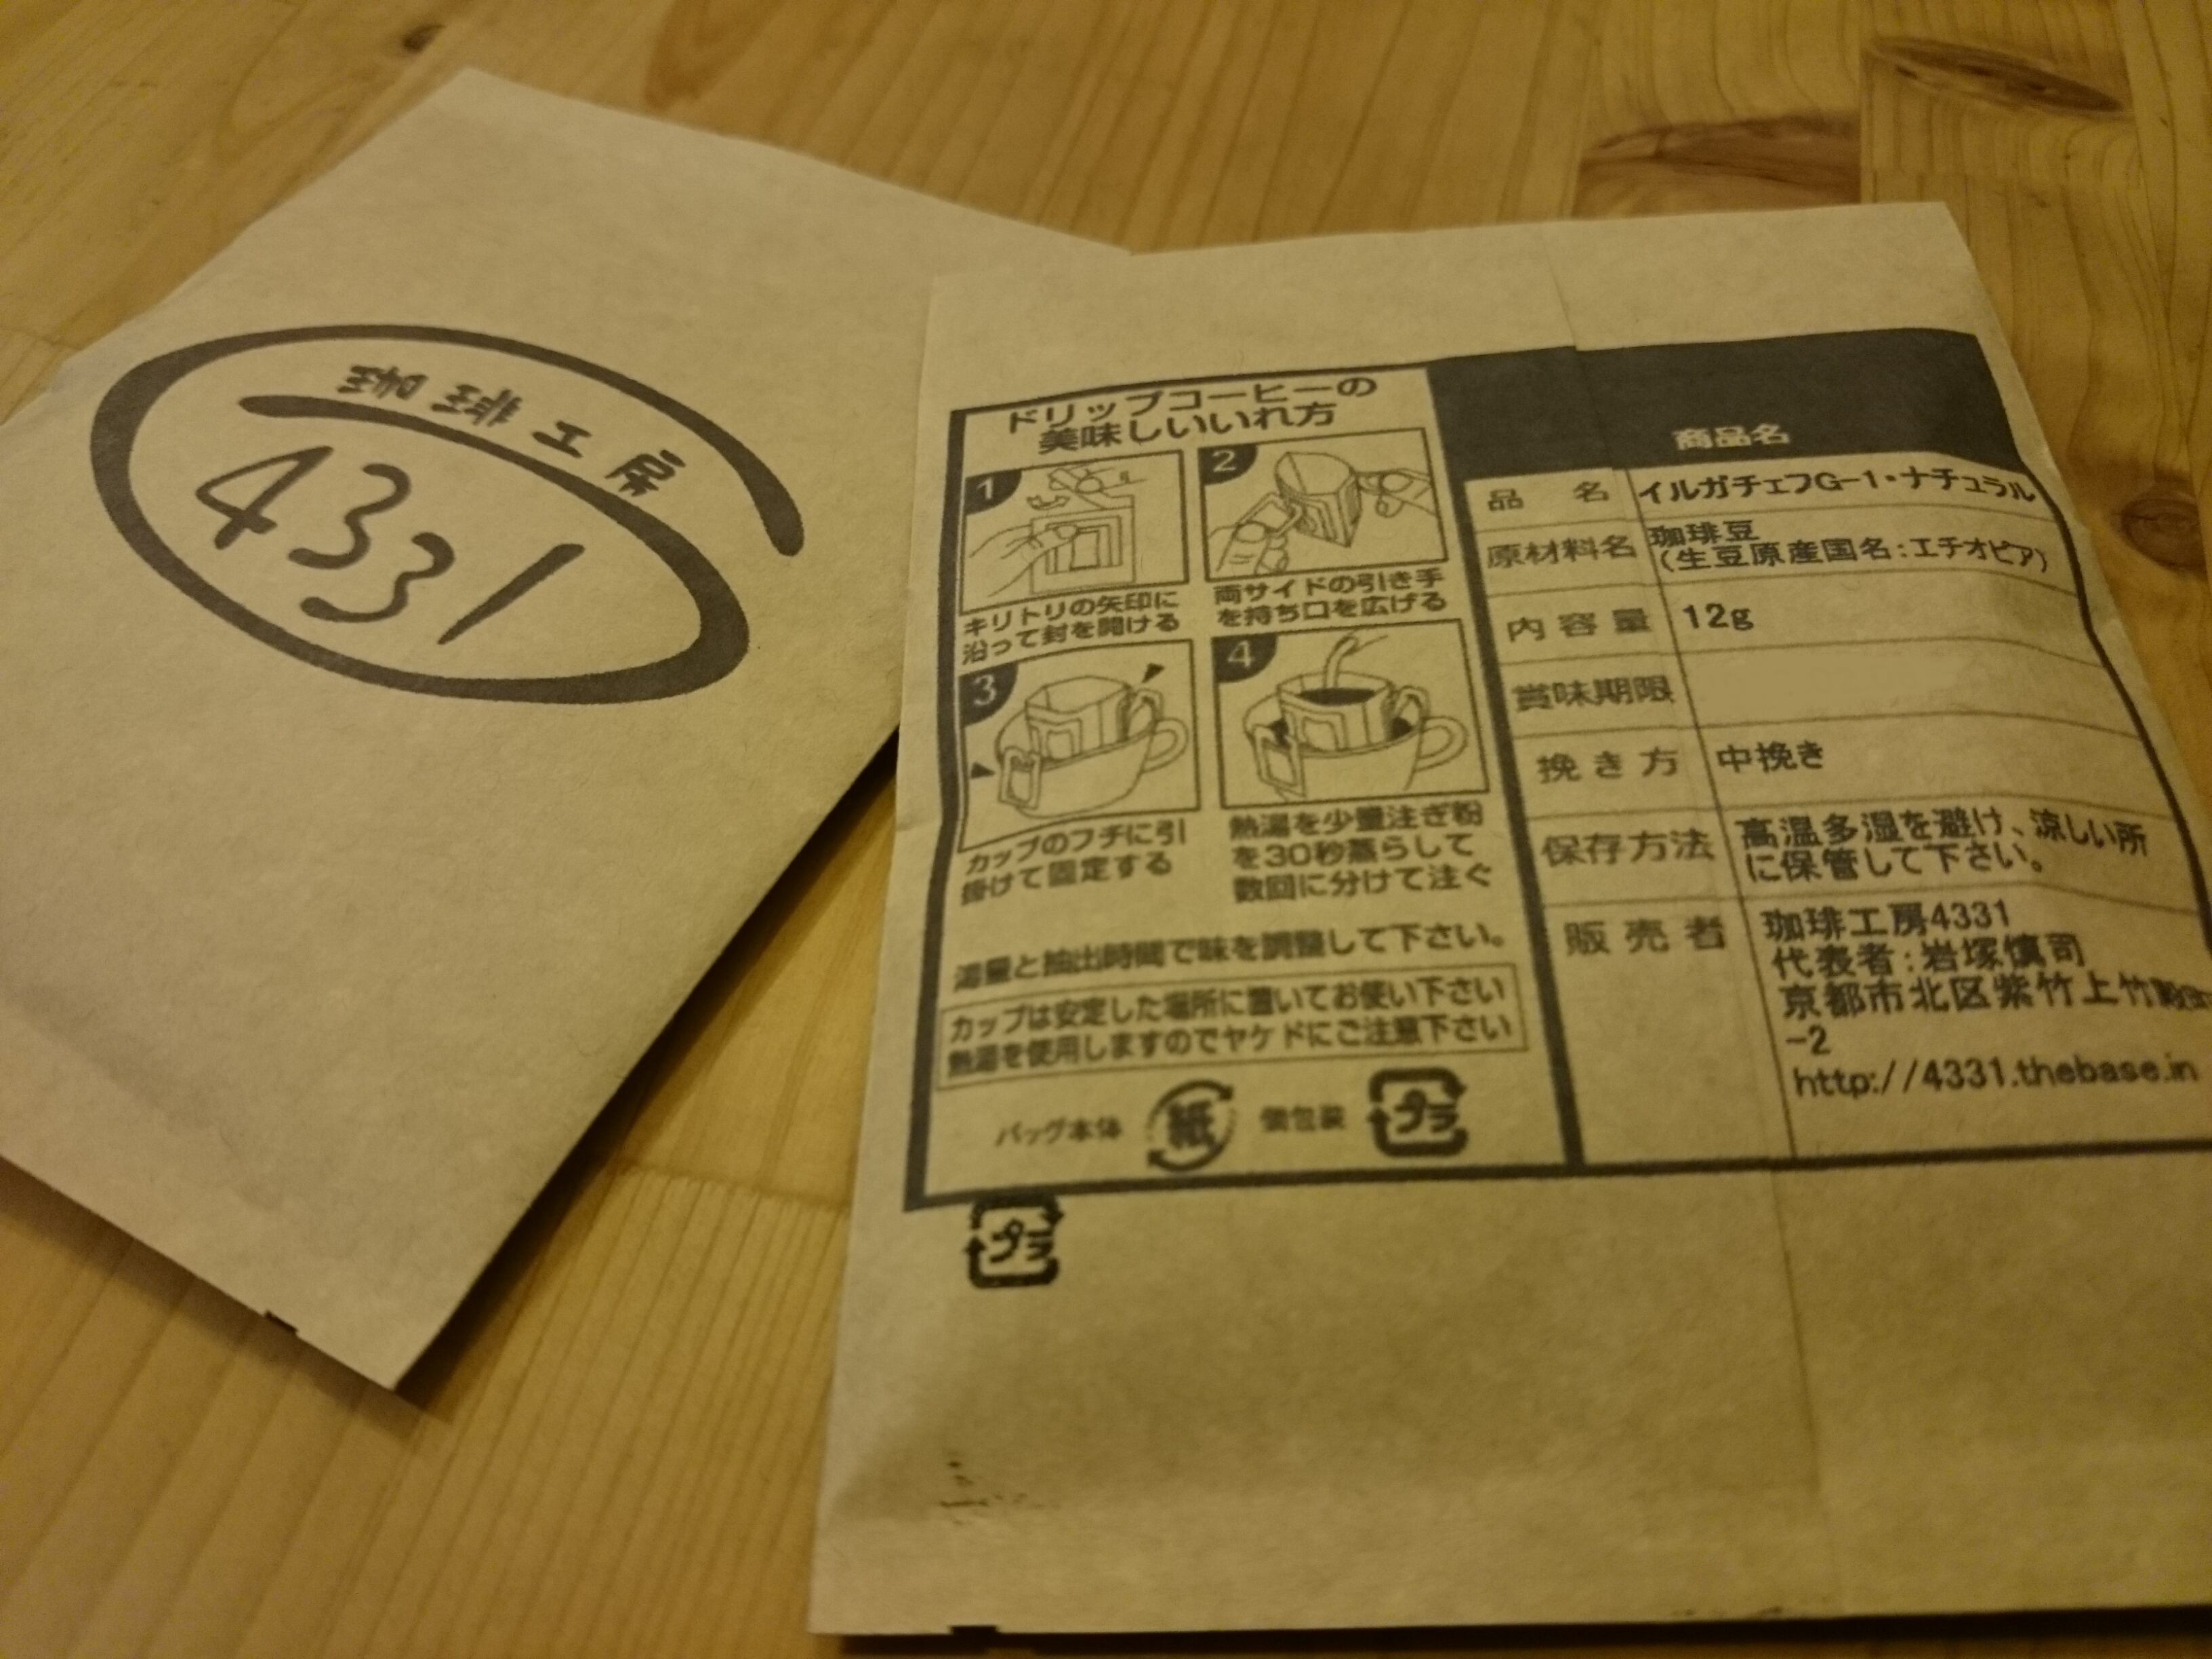 珈琲工房
4331
ドリップコーヒーの
美味しいいれ方
1
キリトリの矢印に
沿って封を開ける
2
両サイドの引き手
を持ち口を広げる
3
カップのフチに引
掛けて固定する
4
熱湯を少量注ぎ粉
を30秒蒸らして
数回に分けて注ぐ
湯量と抽出時間で味を調整して下さい。
カップは安定した場所に置いてお使い下さい
熱湯を使用しますのでヤケドにご注意下さい
バッグ本体 紙 個包装 プラ
プラ
商品名
品名 イルガチェフG-1・ナチュラル
原材料名 珈琲豆
(生豆原産国名:エチオピア)
内容量 12g
賞味期限
挽き方 中挽き
保存方法 高温多湿を避け、涼しい所
に保管して下さい。
販売者 珈琲工房4331
代表者:岩塚慎司
京都市北区紫竹上竹殿
-2
http://4331.thebase.in